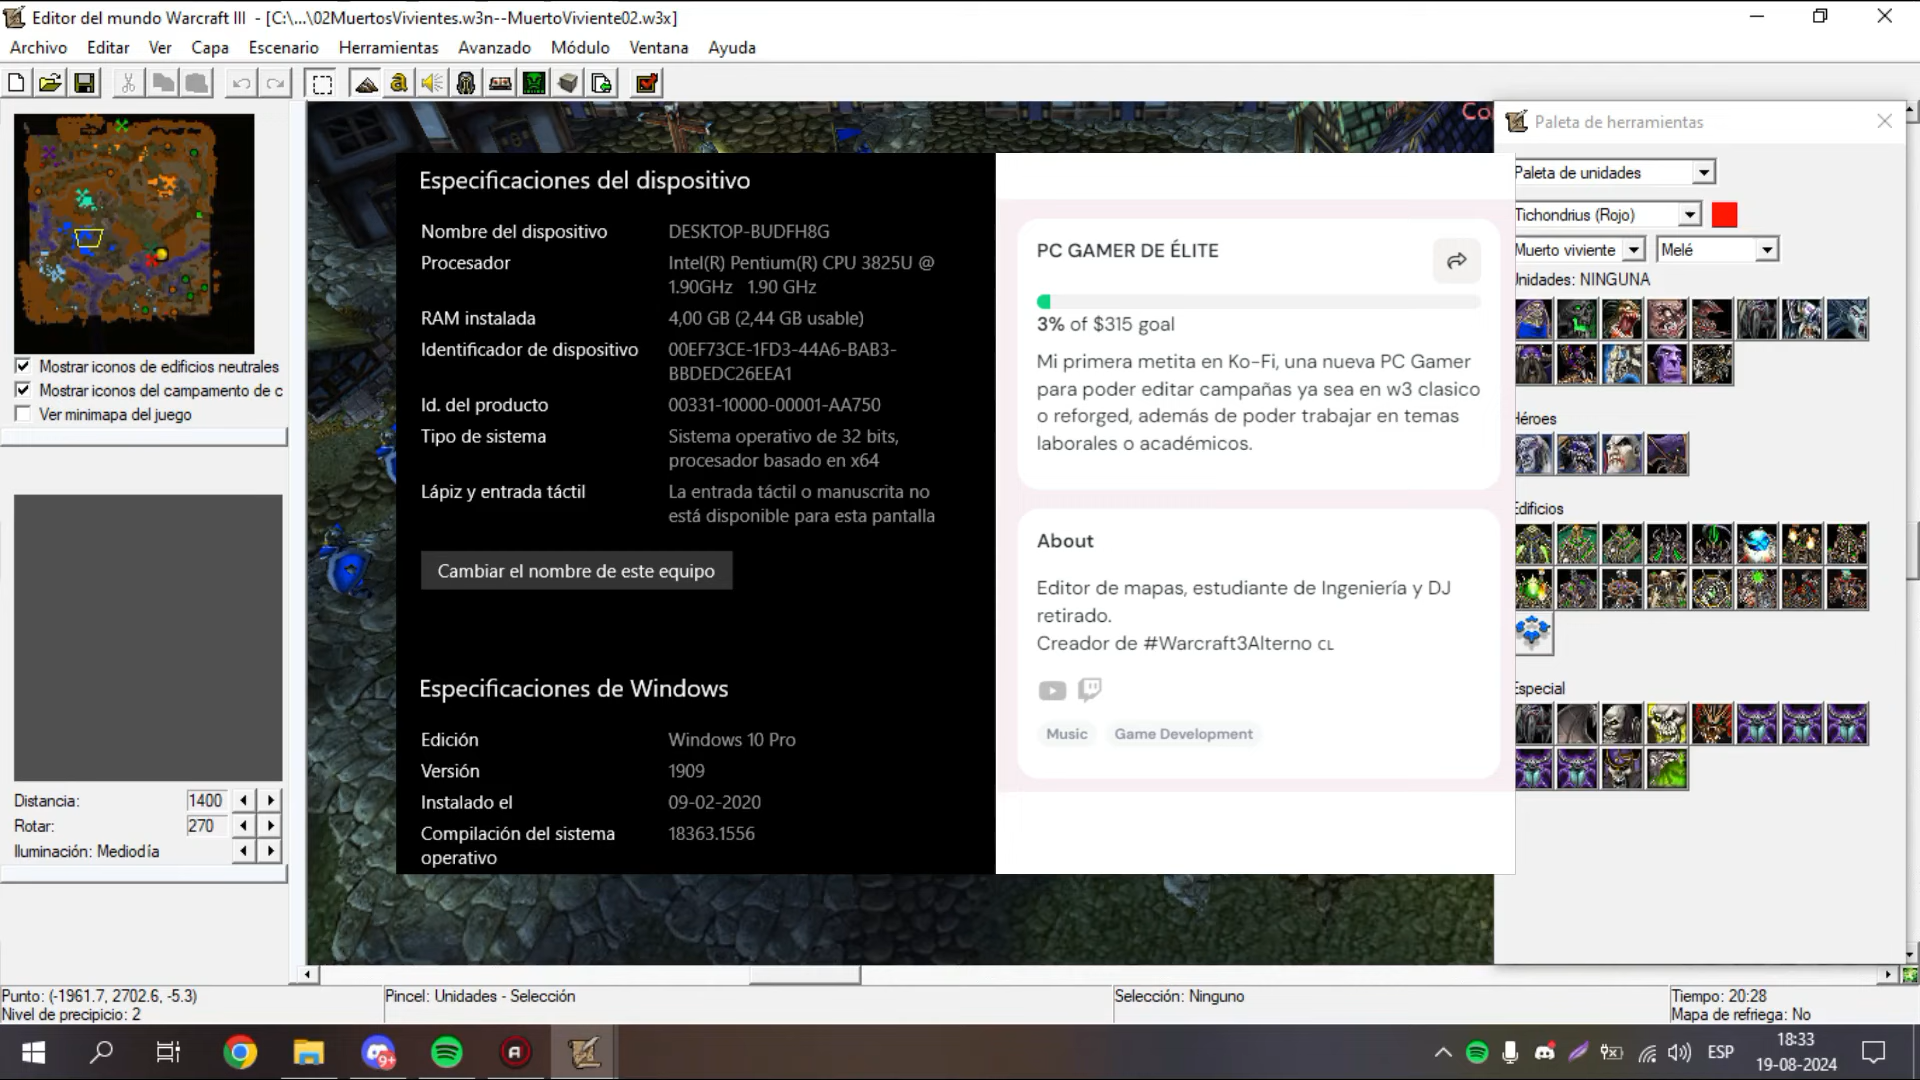 Editor del mundo Warcraft III - [C:\...\02MuertosVivientes.w3n--MuertoViviente02.w3x]
Archivo Editar Ver Capa Escenario Herramientas Avanzado Módulo Ventana Ayuda
Mostrar iconos de edificios neutrales
Mostrar iconos del campamento de c
Ver minimapa del juego
Distancia: 1400
Rotar: 270
Iluminación: Mediodía
Co
Especificaciones del dispositivo
Nombre del dispositivo DESKTOP-BUDFH8G
Procesador Intel(R) Pentium(R) CPU 3825U @
1.90GHz 1.90 GHz
RAM instalada 4,00 GB (2,44 GB usable)
Identificador de dispositivo 00EF73CE-1FD3-44A6-BAB3-
BBDEDC26EEA1
Id. del producto 00331-10000-00001-AA750
Tipo de sistema Sistema operativo de 32 bits,
procesador basado en x64
Lápiz y entrada táctil La entrada táctil o manuscrita no
está disponible para esta pantalla
Cambiar el nombre de este equipo
Especificaciones de Windows
Edición Windows 10 Pro
Versión 1909
Instalado el 09-02-2020
Compilación del sistema 18363.1556
operativo
PC GAMER DE ÉLITE
3% of $315 goal
Mi primera metita en Ko-Fi, una nueva PC Gamer
para poder editar campañas ya sea en w3 clasico
o reforged, además de poder trabajar en temas
laborales o académicos.
About
Editor de mapas, estudiante de Ingeniería y DJ
retirado.
Creador de #Warcraft3Alterno CL
Music Game Development
Paleta de herramientas
Paleta de unidades
Tichondrius (Rojo)
Muerto viviente Melé
Unidades: NINGUNA
Héroes
Edificios
Especial
Punto: (-1961.7, 2702.6, -5.3)
Nivel de precipicio: 2
Pincel: Unidades - Selección
Selección: Ninguno
Tiempo: 20:28
Mapa de refriega: No
9+
ESP
18:33
19-08-2024